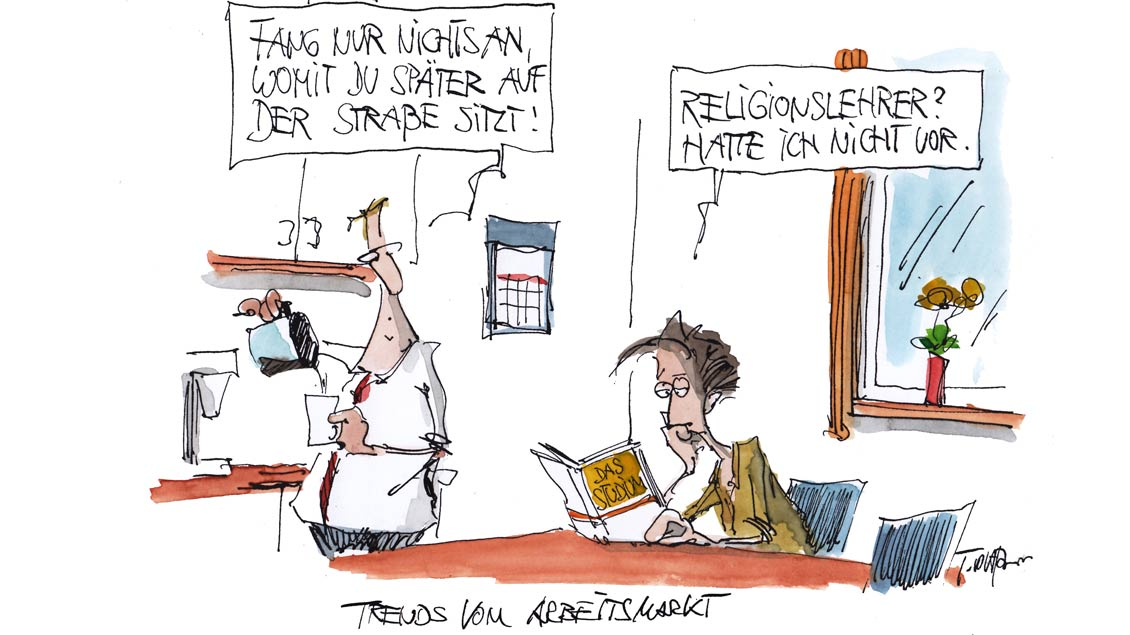 FANG NUR NICHTS AN,
WOMIT DU SPÄTER AUF
DER STRAßE SITZT!
RELIGIONSLEHRER?
HATTE ICH NICHT VOR.
DAS
STUDIUM
TRENDS VOM ARBEITSMARKT